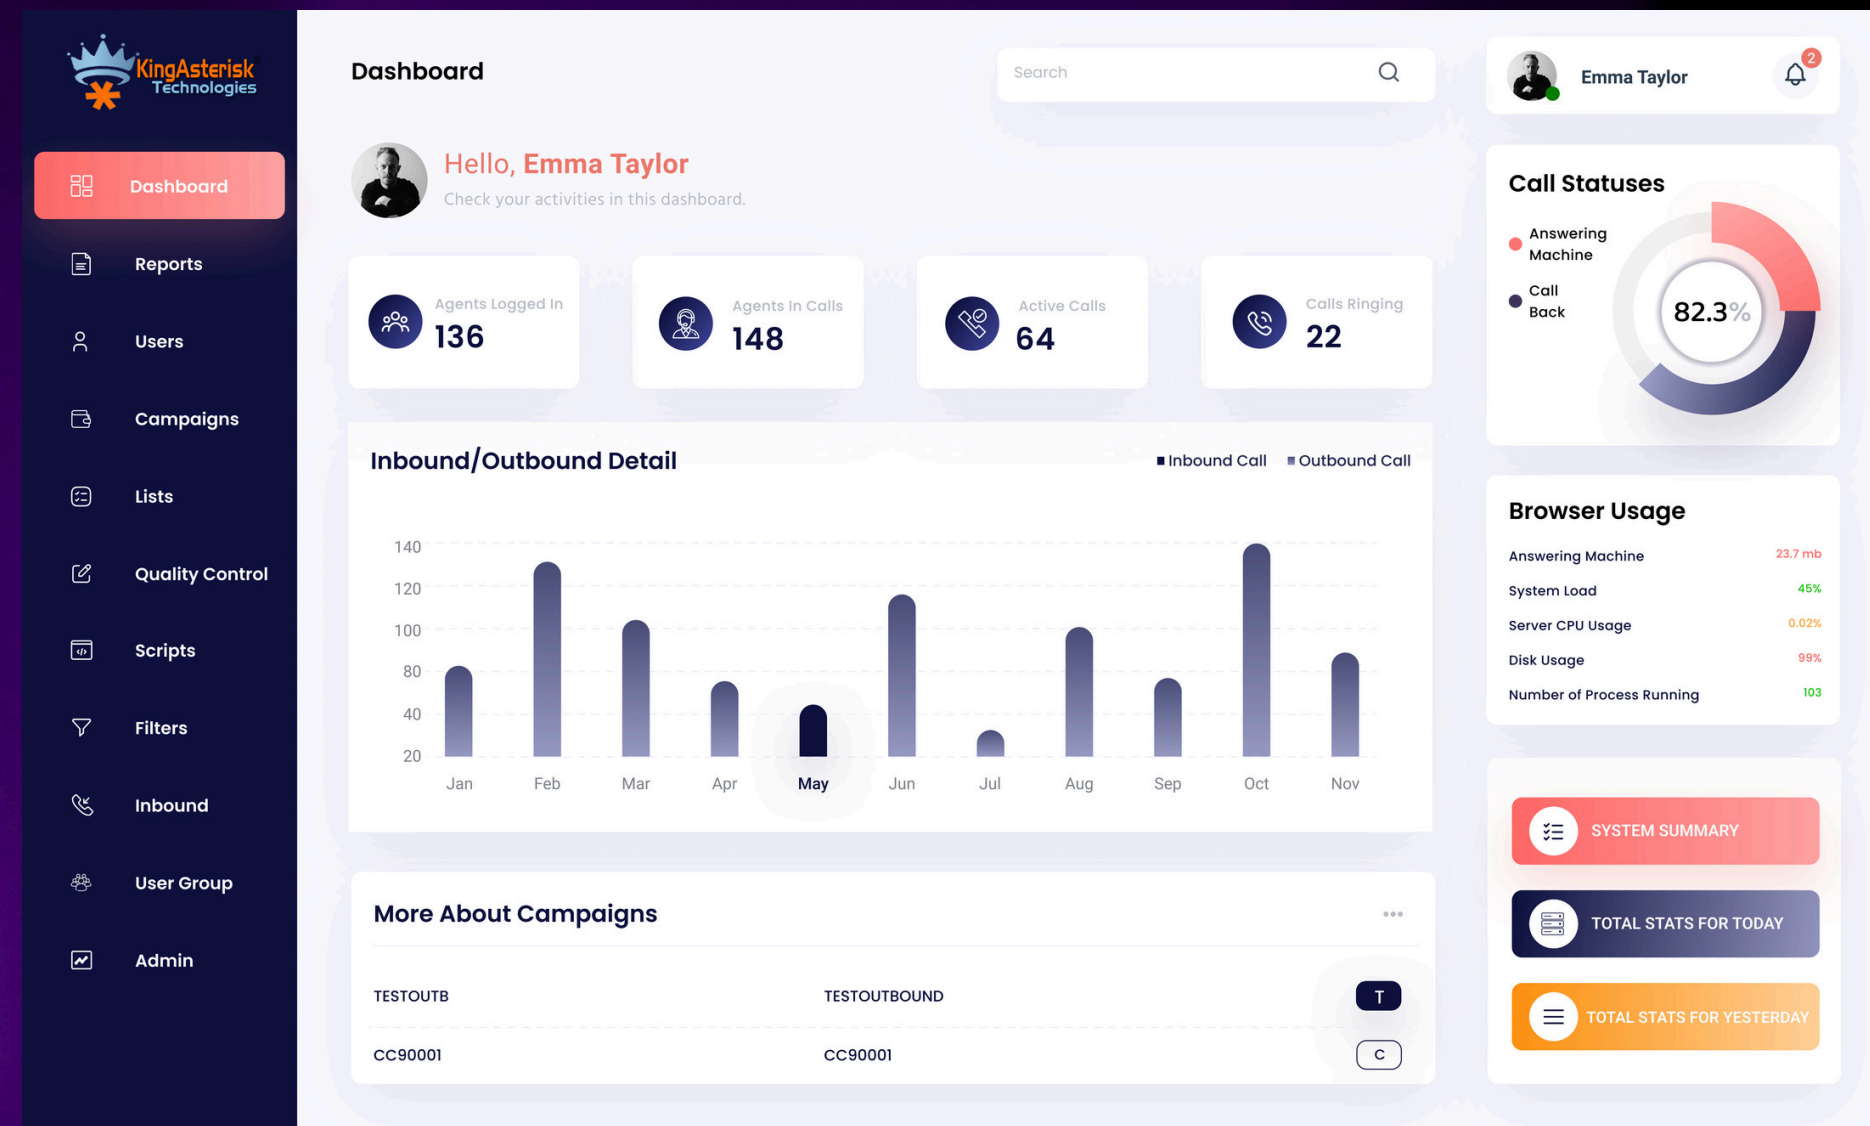 KingAsterisk
Technologies
Dashboard
Reports
Users
Campaigns
Lists
Quality Control
Scripts
Filters
Inbound
User Group
Admin
Dashboard
Search
Hello, Emma Taylor
Check your activities in this dashboard.
Agents Logged In
136
Agents In Calls
148
Active Calls
64
Calls Ringing
22
Inbound/Outbound Detail
Inbound Call Outbound Call
140
120
100
80
40
20
Jan Feb Mar Apr May Jun Jul Aug Sep Oct Nov
More About Campaigns
TESTOUTB TESTOUTBOUND T
CC90001 CC90001 C
Emma Taylor
2
Call Statuses
Answering
Machine
Call
Back
82.3%
Browser Usage
Answering Machine 23.7 mb
System Load 45%
Server CPU Usage 0.02%
Disk Usage 99%
Number of Process Running 103
SYSTEM SUMMARY
TOTAL STATS FOR TODAY
TOTAL STATS FOR YESTERDAY